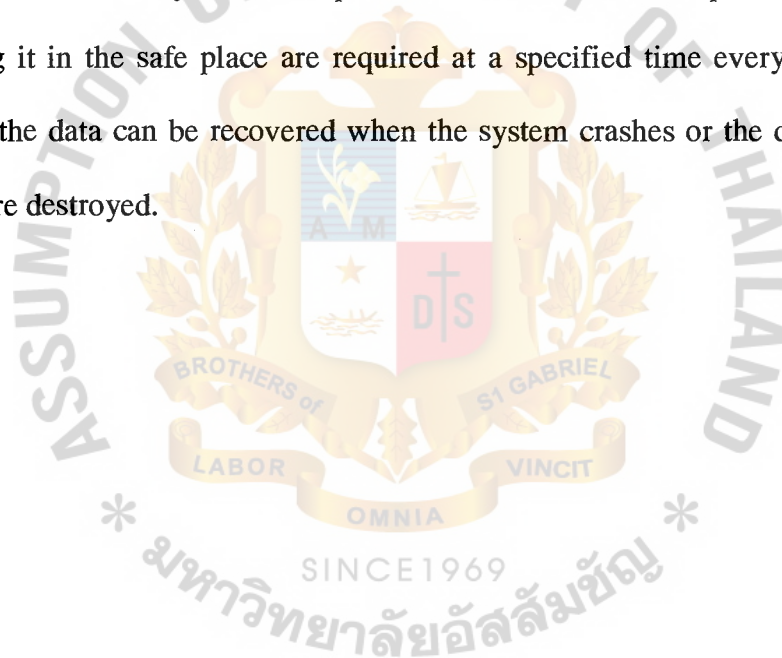 it in the safe place are required at a specified time every
the data can be recovered when the system crashes or the
destroyed.
ASSUMPTION
OF
THAILAND
A M
D S
BROTHERS of
ST GABRIEL
LABOR
VINCIT
OMNIA
SINCE1969
* มหาวิทยาลัยอัสสัมชัญ *